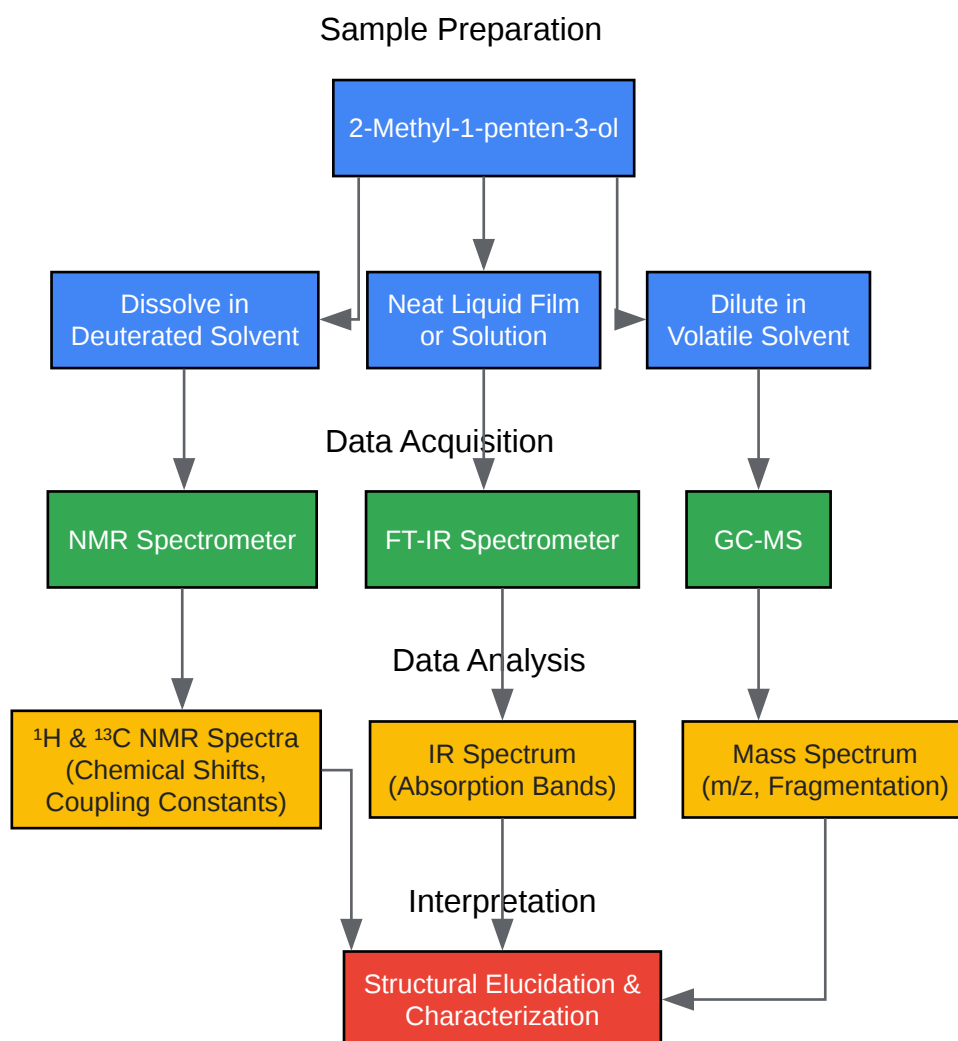 Sample Preparation
2-Methyl-1-penten-3-ol
Dissolve in
Deuterated Solvent
Neat Liquid Film
or Solution
Dilute in
Volatile Solvent
Data Acquisition
NMR Spectrometer
FT-IR Spectrometer
GC-MS
Data Analysis
¹H & ¹³C NMR Spectra
(Chemical Shifts,
Coupling Constants)
IR Spectrum
(Absorption Bands)
Mass Spectrum
(m/z, Fragmentation)
Interpretation
Structural Elucidation &
Characterization